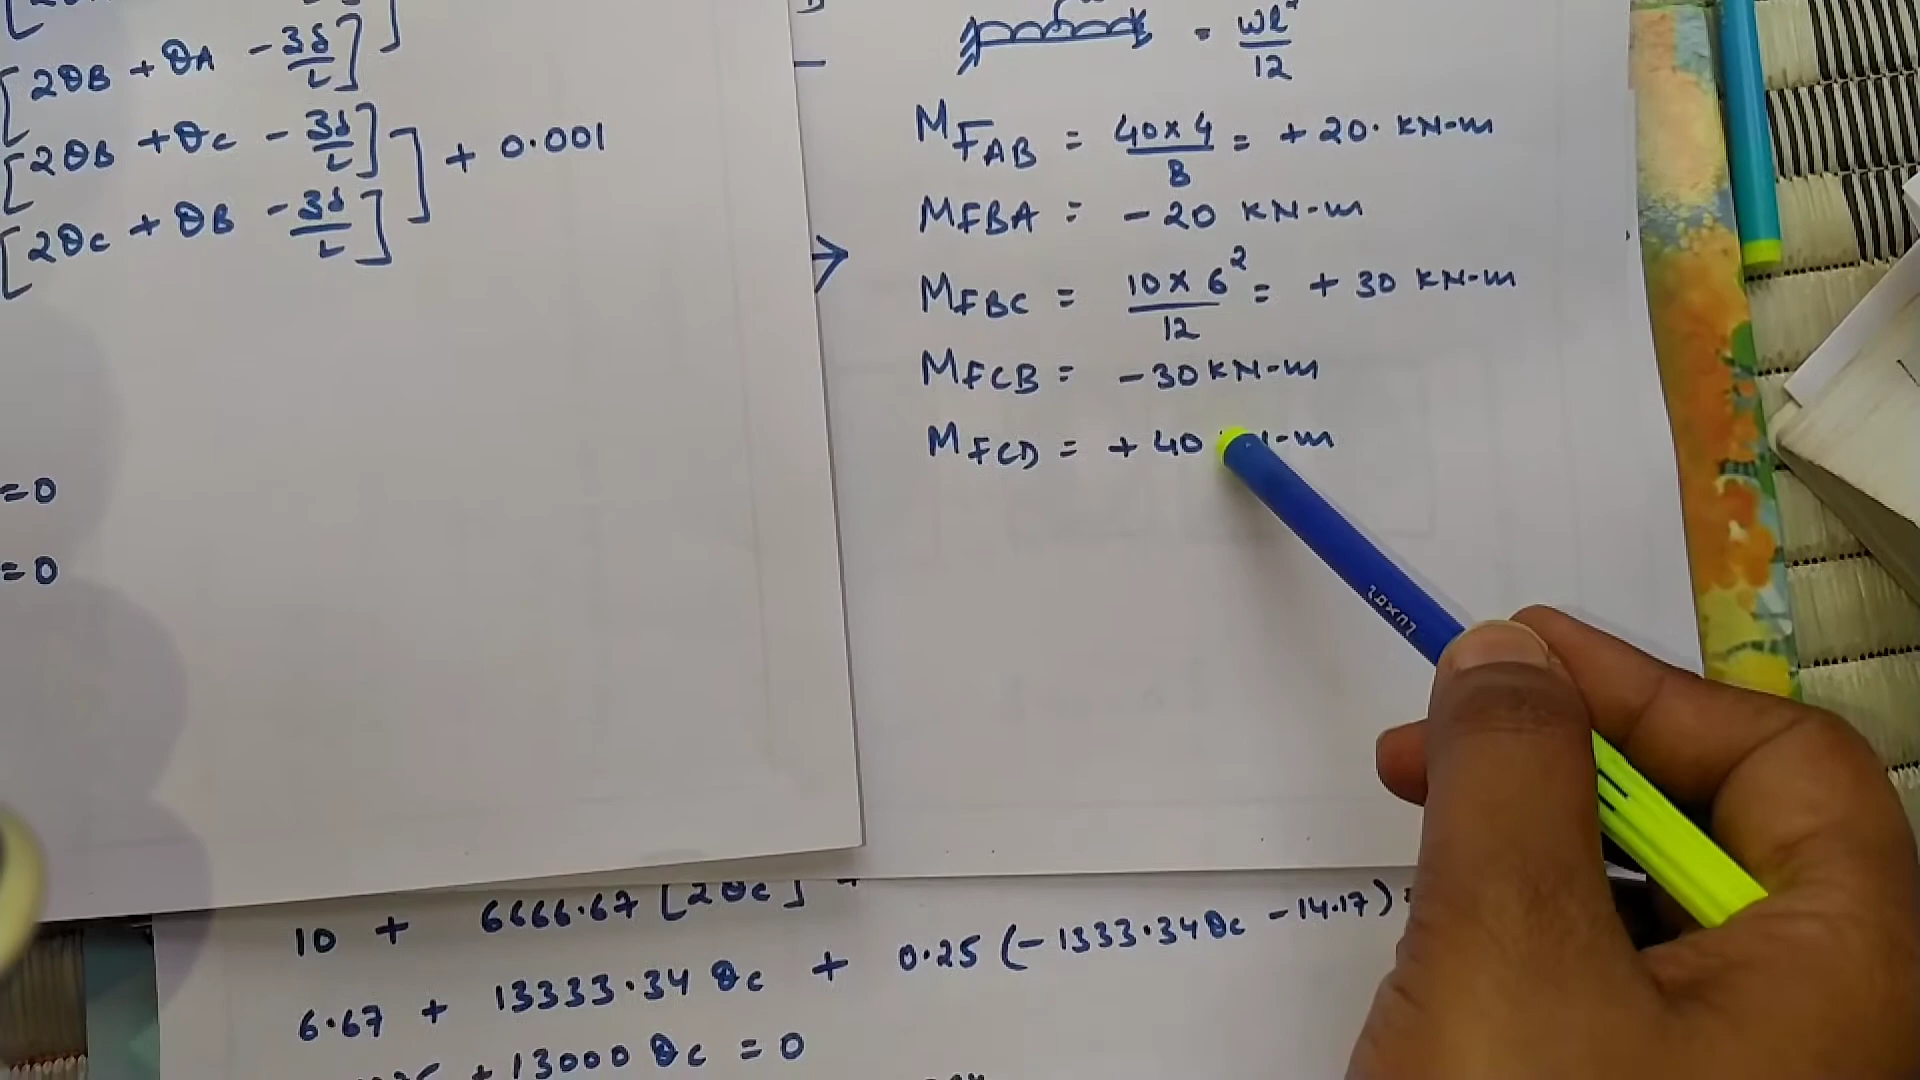 [2θB + θA - 3δ/L]
[2θB + θC - 3δ/L]] + 0.001
[2θC + θB - 3δ/L]]
=0
=0
= wl²/12
MFAB = 40×4/8 = +20. KN-m
MFBA = -20 KN-m
MFBC = 10×6²/12 = +30 KN-m
MFCB = -30 KN-m
MFCD = +40 -m
LUXOR
10 + 6666.67 [2θC] +
6.67 + 13333.34 θC + 0.25 (-1333.34θC -14.17)
+13000 θC = 0